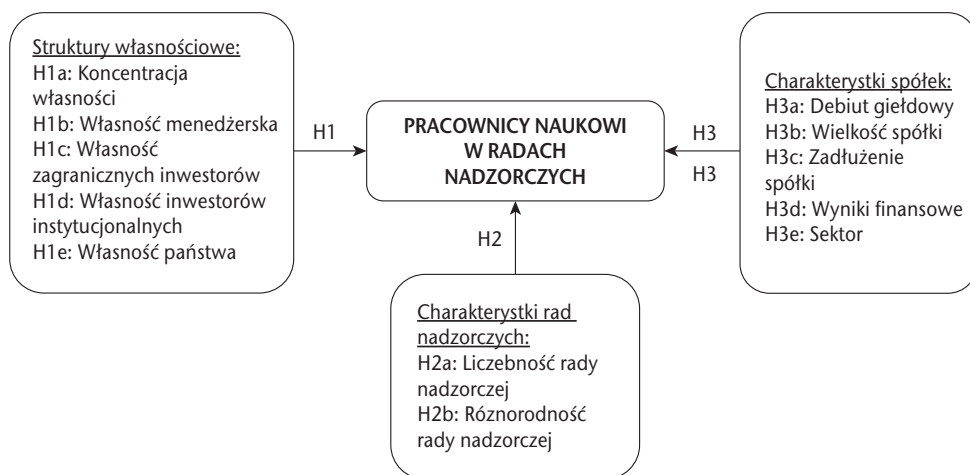 Struktury własnościowe:
H1a: Koncentracja
własności
H1b: Własność menedżerska
H1c: Własność
zagranicznych inwestorów
H1d: Własność inwestorów
instytucjonalnych
H1e: Własność państwa
H1
PRACOWNICY NAUKOWI
W RADACH
NADZORCZYCH
H3
H3
Charakterystki spółek:
H3a: Debiut giełdowy
H3b: Wielkość spółki
H3c: Zadłużenie
spółki
H3d: Wyniki finansowe
H3e: Sektor
H2
Charakterystki rad
nadzorczych:
H2a: Liczebność rady
nadzorczej
H2b: Róznorodność
rady nadzorczej